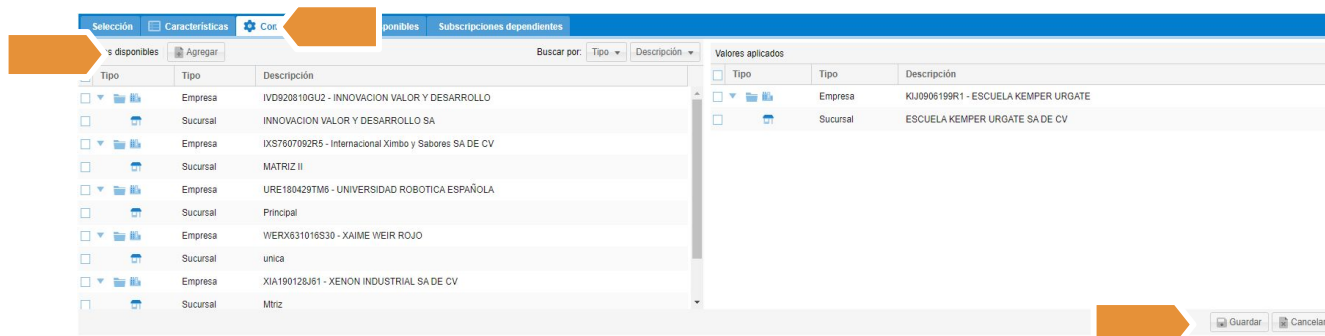 Selección Características ponibles Subscripciones dependientes
disponibles Agregar Buscar por: Tipo Descripción Valores aplicados
Tipo Tipo Descripción Tipo Tipo Descripción
Empresa IVD920810GU2 - INNOVACION VALOR Y DESARROLLO Empresa KIJ0906199R1 - ESCUELA KEMPER URGATE
Sucursal INNOVACION VALOR Y DESARROLLO SA Sucursal ESCUELA KEMPER URGATE SA DE CV
Empresa IXS7607092R5 - Internacional Ximbo y Sabores SA DE CV
Sucursal MATRIZ II
Empresa URE180429TM6 - UNIVERSIDAD ROBOTICA ESPAÑOLA
Sucursal Principal
Empresa WERX631016S30 - XAIME WEIR ROJO
Sucursal unica
Empresa XIA190128J61 - XENON INDUSTRIAL SA DE CV
Sucursal Mtriz
Guardar Cancelar